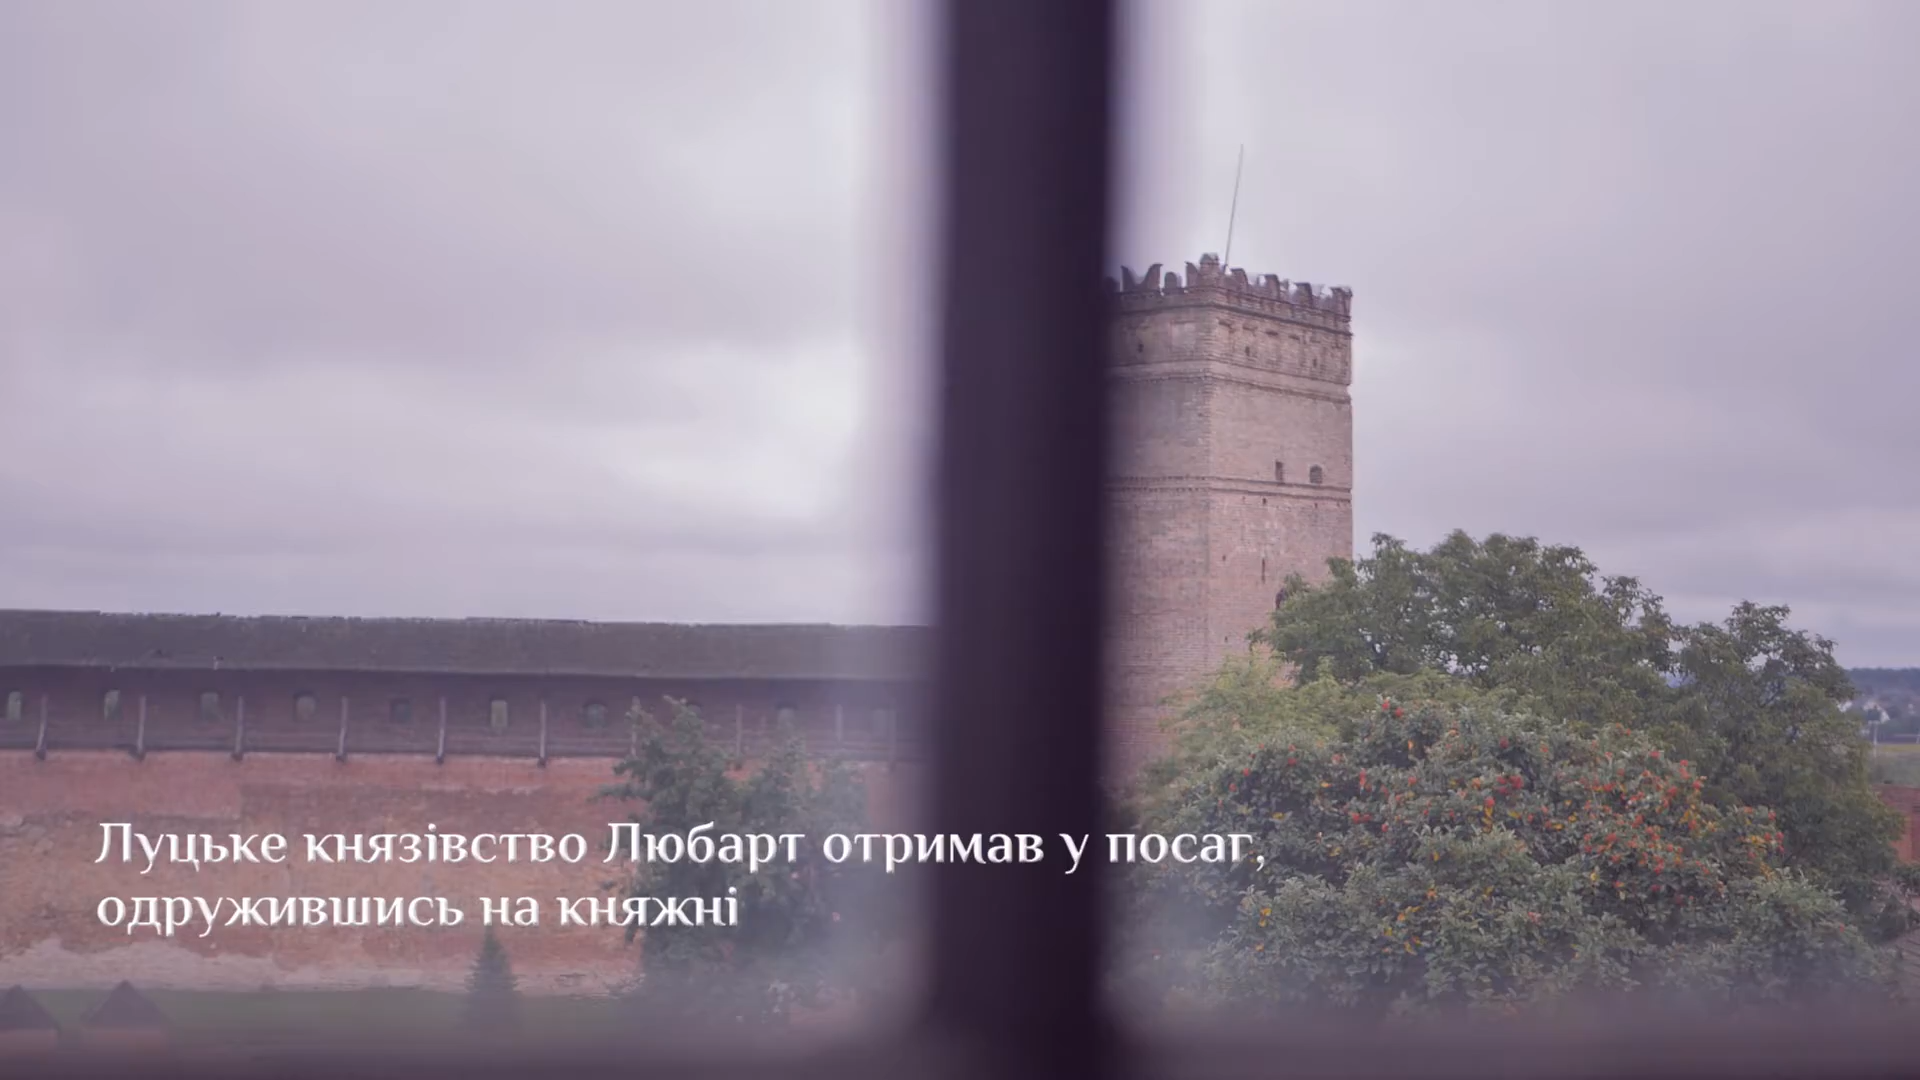 Луцьке князівство Любарт отримав у посаг,
одружившись на княжні